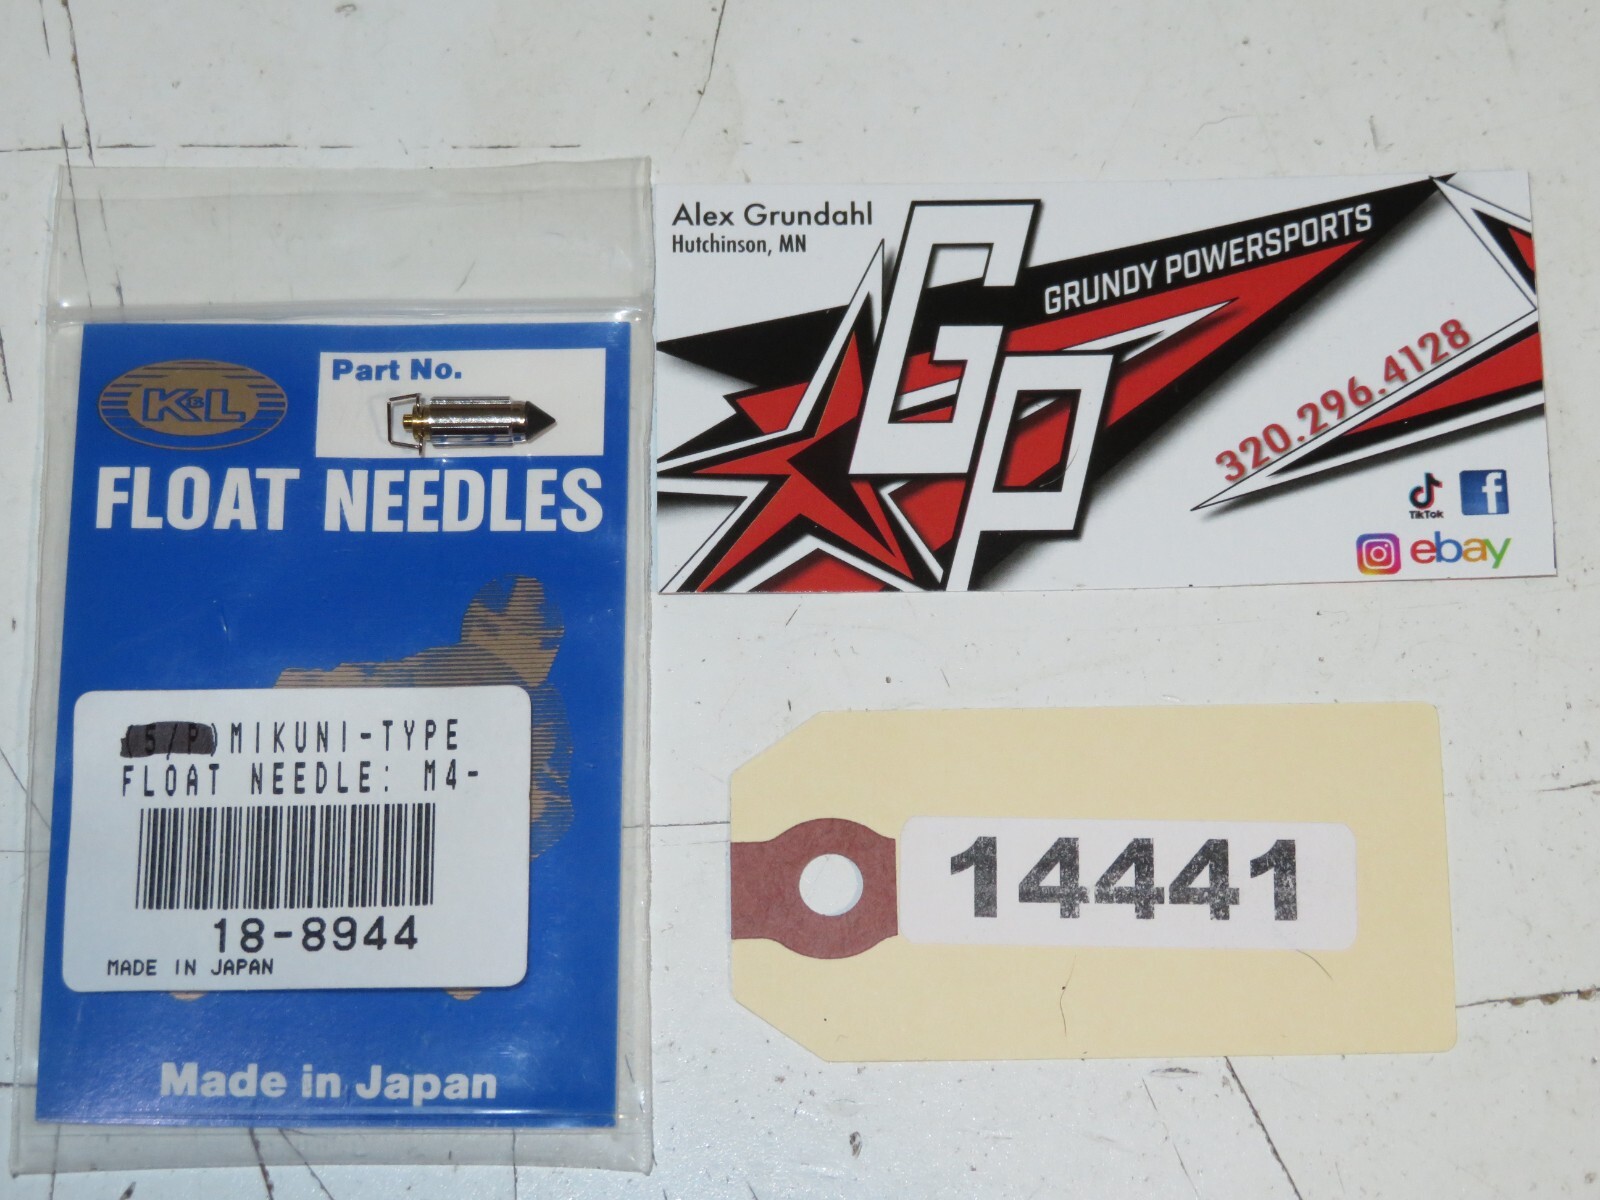 K&L
Part No.
FLOAT NEEDLES
(5/P) MIKUNI-TYPE
FLOAT NEEDLE: M4-
18-8944
MADE IN JAPAN
Made in Japan
Alex Grundahl
Hutchinson, MN
GP
GRUNDY POWERSPORTS
320.296.4128
TikTok
f
ebay
14441